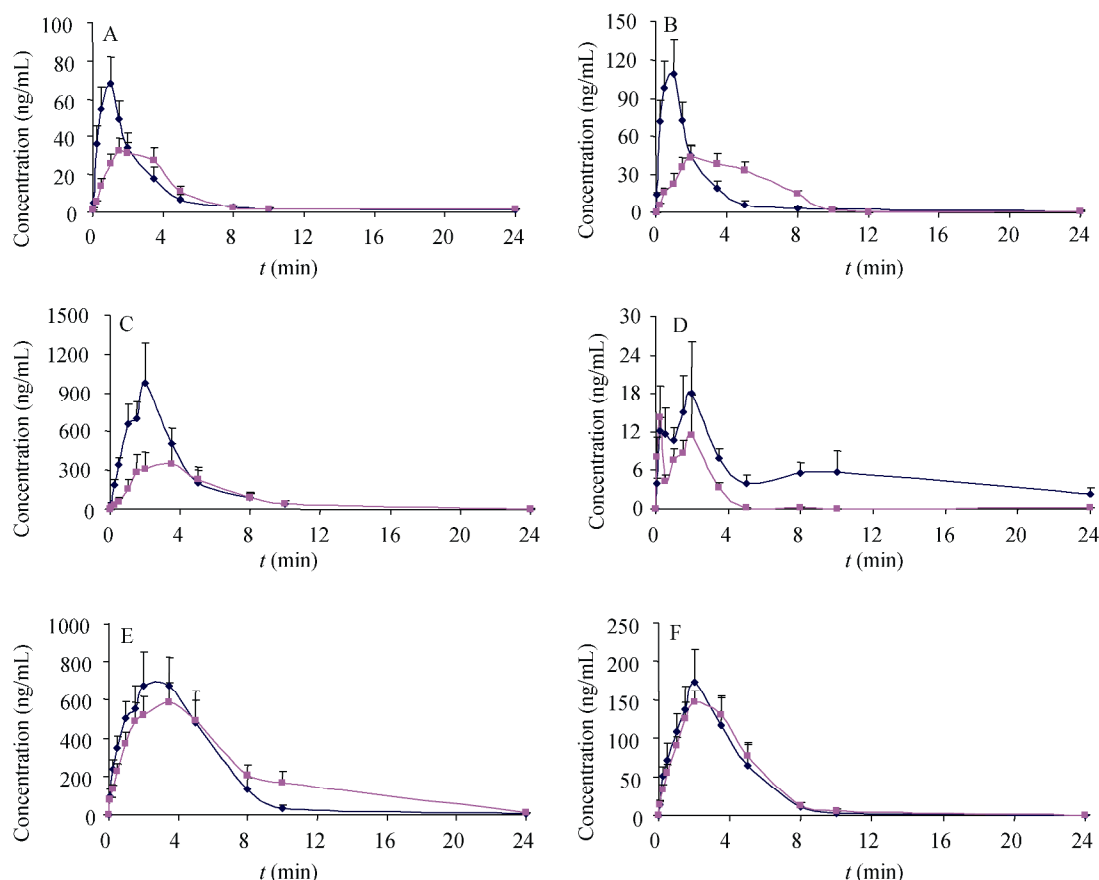 A
Concentration (ng/mL)
100
80
60
40
20
0
0 4 8 12 16 20 24
t (min)
B
Concentration (ng/mL)
150
120
90
60
30
0
0 4 8 12 16 20 24
t (min)
C
Concentration (ng/mL)
1500
1200
900
600
300
0
0 4 8 12 16 20 24
t (min)
D
Concentration (ng/mL)
30
24
18
12
6
0
0 4 8 12 16 20 24
t (min)
E
Concentration (ng/mL)
1000
800
600
400
200
0
0 4 8 12 16 20 24
t (min)
F
Concentration (ng/mL)
250
200
150
100
50
0
0 4 8 12 16 20 24
t (min)